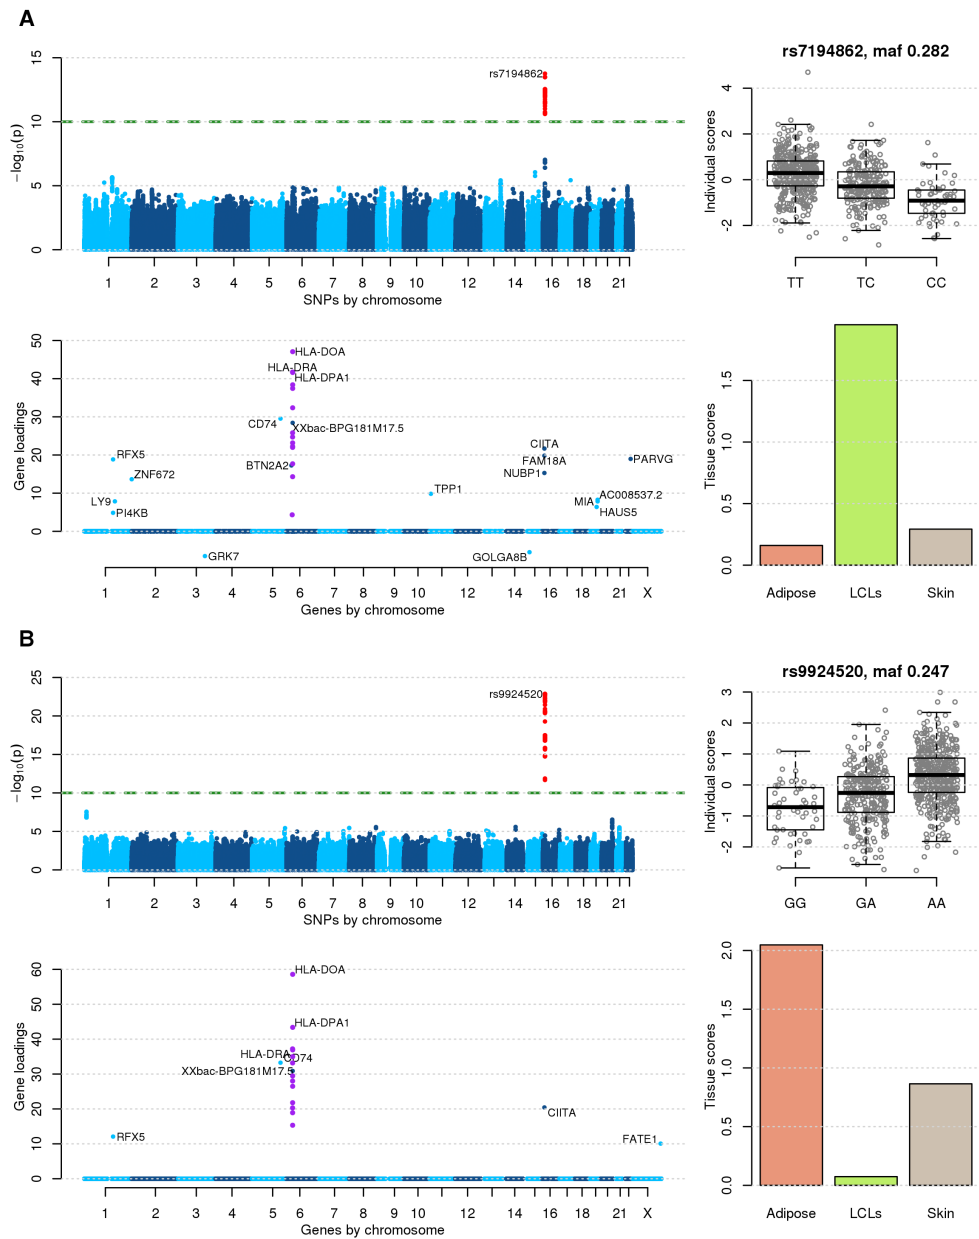 A
rs7194862, maf 0.282
−log10(p)
15
10
5
0
rs7194862
1 2 3 4 5 6 7 8 9 10 12 14 16 18 21
SNPs by chromosome
Individual scores
4
2
0
-2
TT TC CC
Gene loadings
50
40
30
20
10
0
HLA-DOA
HLA-DRA
HLA-DPA1
CD74
XXbac-BPG181M17.5
CIITA
RFX5
FAM18A
PARVG
BTN2A2
NUBP1
ZNF672
TPP1
LY9
MIA
AC008537.2
PI4KB
HAUS5
GRK7
GOLGA8B
1 2 3 4 5 6 7 8 9 10 12 14 16 18 21 X
Genes by chromosome
Tissue scores
1.5
1.0
0.5
0.0
Adipose LCLs Skin
B
rs9924520, maf 0.247
−log10(p)
25
20
15
10
5
0
rs9924520
1 2 3 4 5 6 7 8 9 10 12 14 16 18 21
SNPs by chromosome
Individual scores
3
2
1
0
-1
-2
GG GA AA
Gene loadings
60
50
40
30
20
10
0
HLA-DOA
HLA-DPA1
HLA-DRA
CD74
XXbac-BPG181M17.5
CIITA
RFX5
FATE1
1 2 3 4 5 6 7 8 9 10 12 14 16 18 21 X
Genes by chromosome
Tissue scores
2.0
1.5
1.0
0.5
0.0
Adipose LCLs Skin